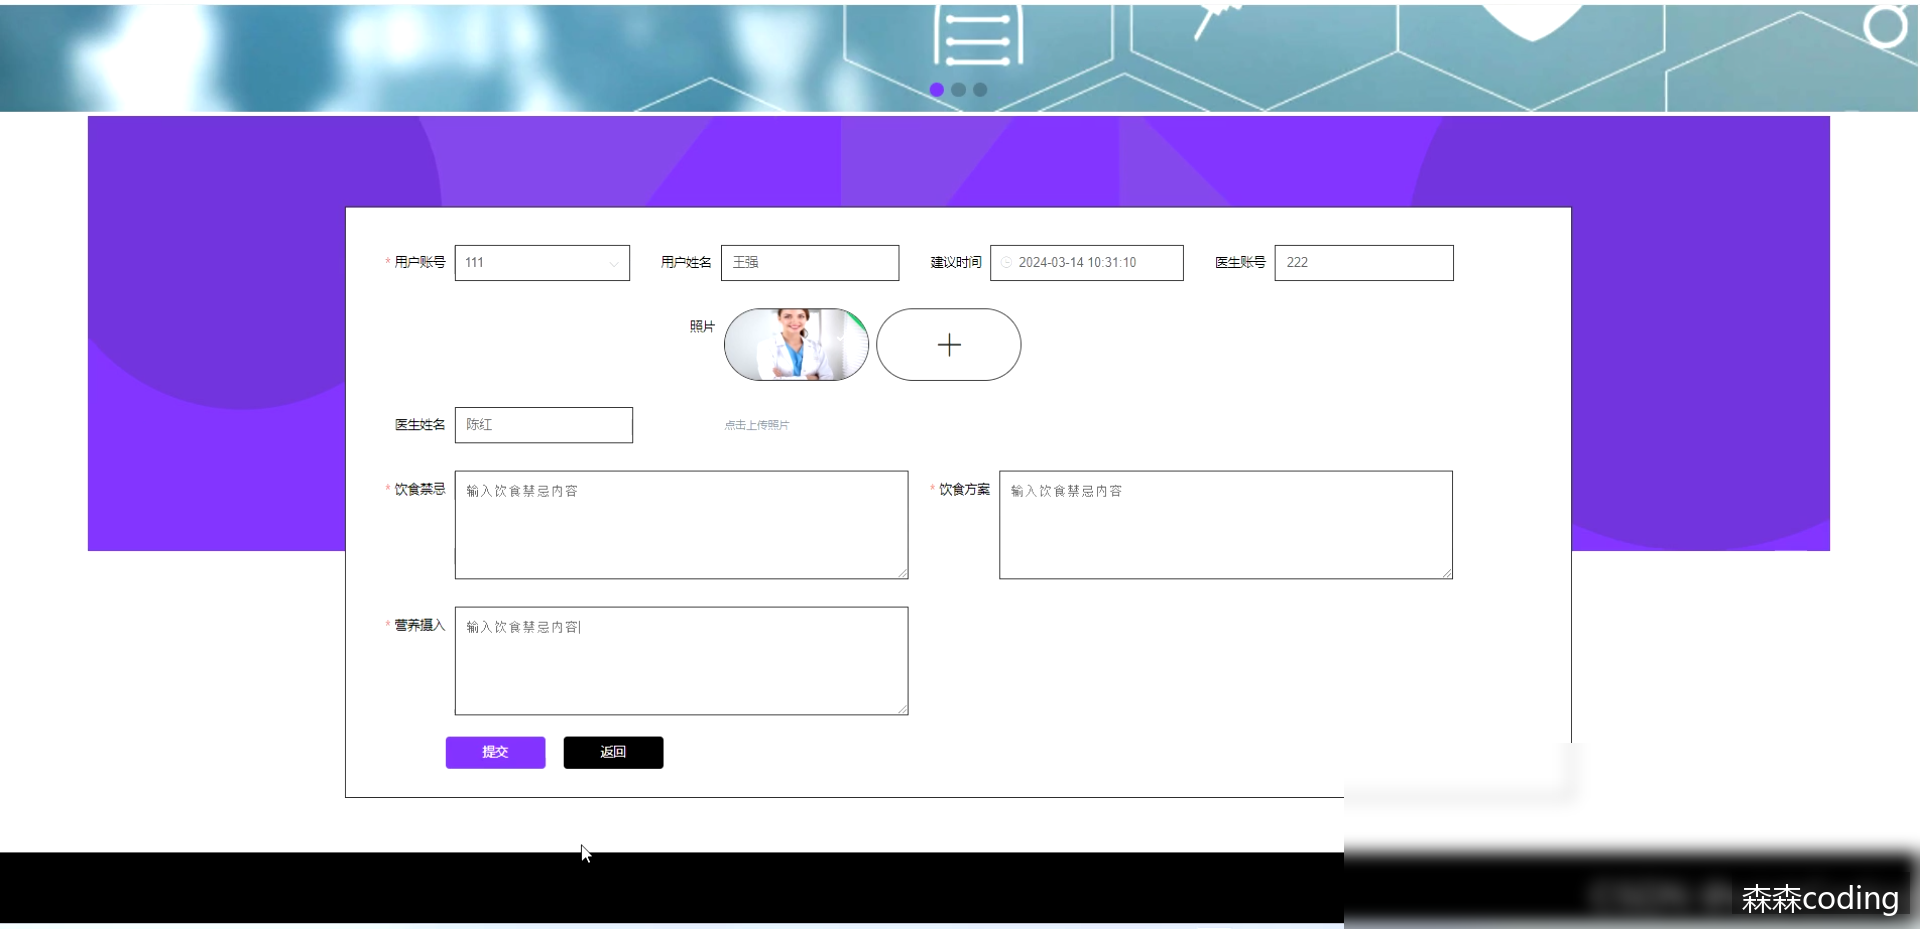 * 用户账号 111 用户姓名 王强 建议时间 2024-03-14 10:31:10 医生账号 222
照片
医生姓名 陈红 点击上传照片
* 饮食禁忌 输入饮食禁忌内容 * 饮食方案 输入饮食禁忌内容
* 营养摄入 输入饮食禁忌内容
提交 返回
森森coding